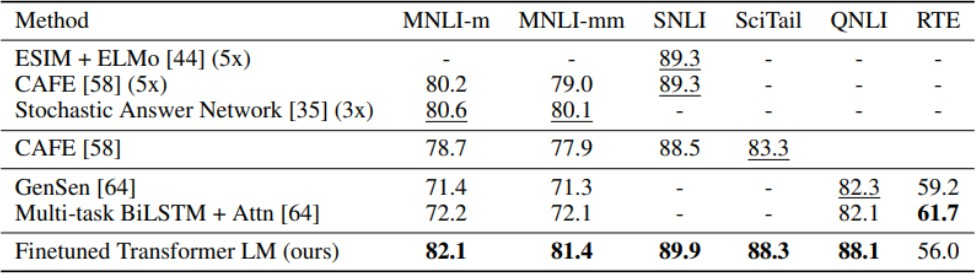 Method MNLI-m MNLI-mm SNLI SciTail QNLI RTE
ESIM + ELMo [44] (5x) - - 89.3 - - -
CAFE [58] (5x) 80.2 79.0 89.3 - - -
Stochastic Answer Network [35] (3x) 80.6 80.1 - - - -
CAFE [58] 78.7 77.9 88.5 83.3
GenSen [64] 71.4 71.3 - - 82.3 59.2
Multi-task BiLSTM + Attn [64] 72.2 72.1 - - 82.1 61.7
Finetuned Transformer LM (ours) 82.1 81.4 89.9 88.3 88.1 56.0